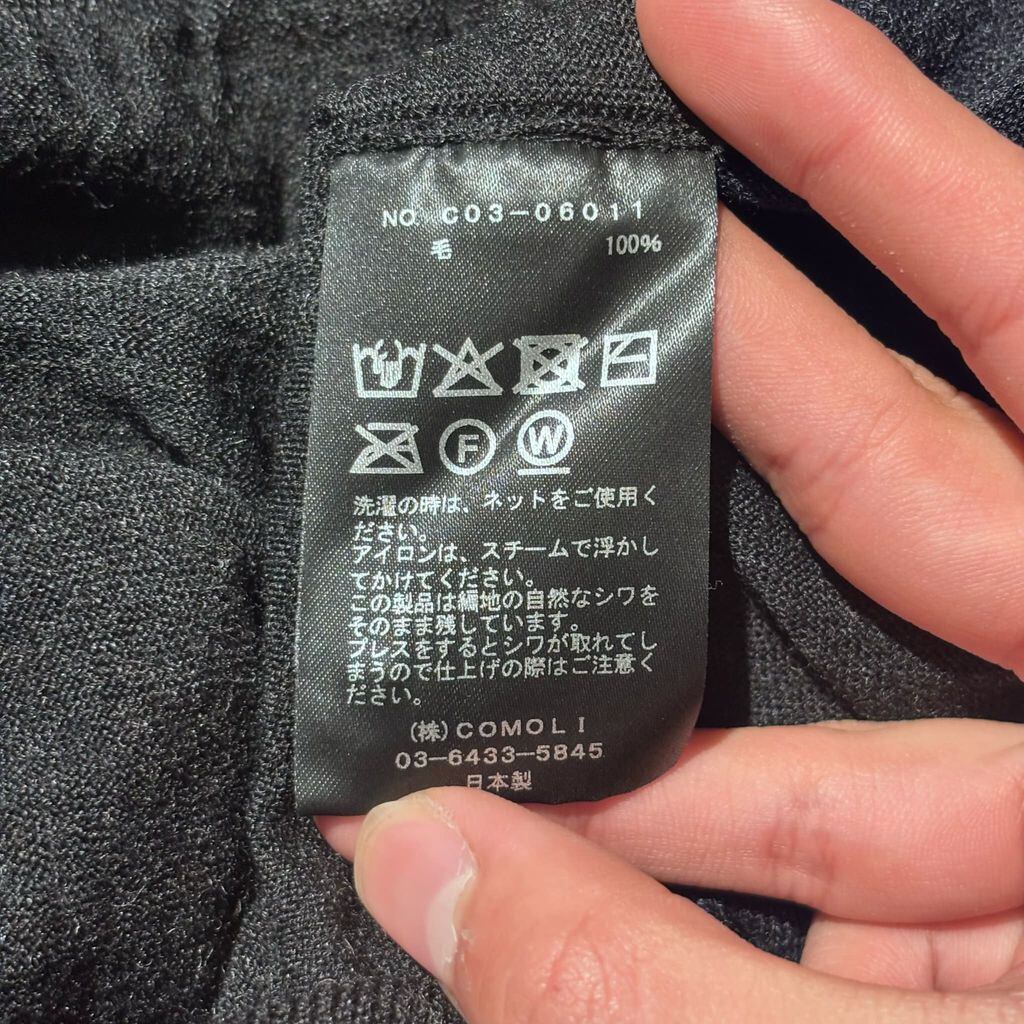 NO C03-06011
毛 100%
F W
洗濯の時は、ネットをご使用く
ださい。
アイロンは、スチームで浮かし
てかけてください。
この製品は編地の自然なシワを
そのまま残しています。
プレスをするとシワが取れてし
まうので仕上げの際はご注意く
ださい。
(株)COMOLI
03-6433-5845
日本製